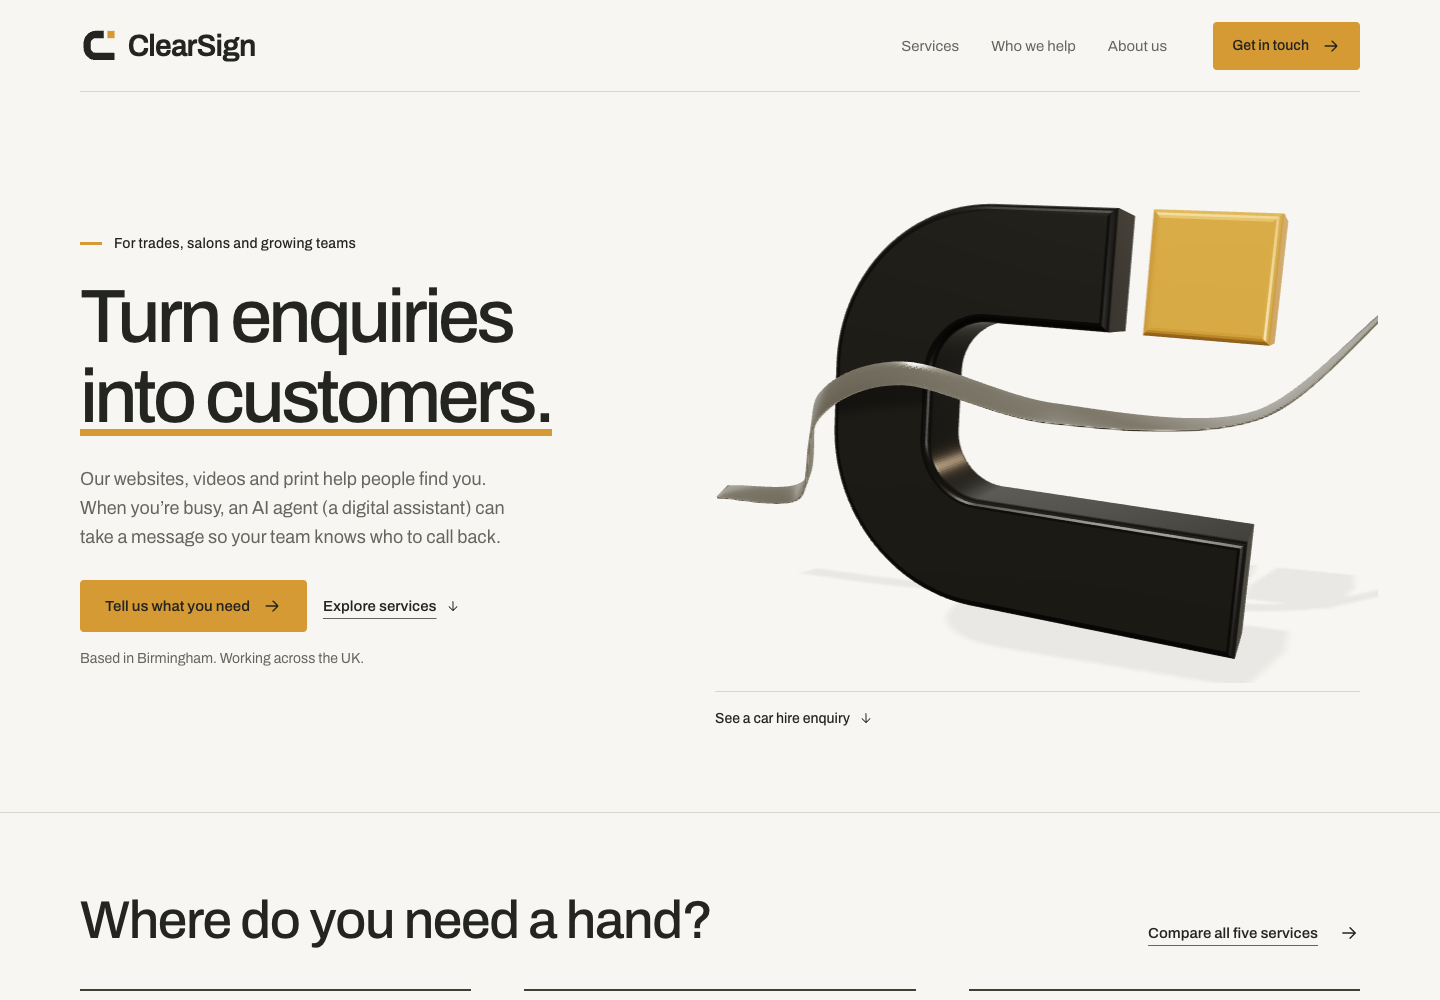 ClearSign
Services
Who we help
About us
Get in touch
For trades, salons and growing teams
Turn enquiries
into customers.
Our websites, videos and print help people find you.
When you’re busy, an AI agent (a digital assistant) can
take a message so your team knows who to call back.
Tell us what you need
Explore services
Based in Birmingham. Working across the UK.
See a car hire enquiry
Where do you need a hand?
Compare all five services